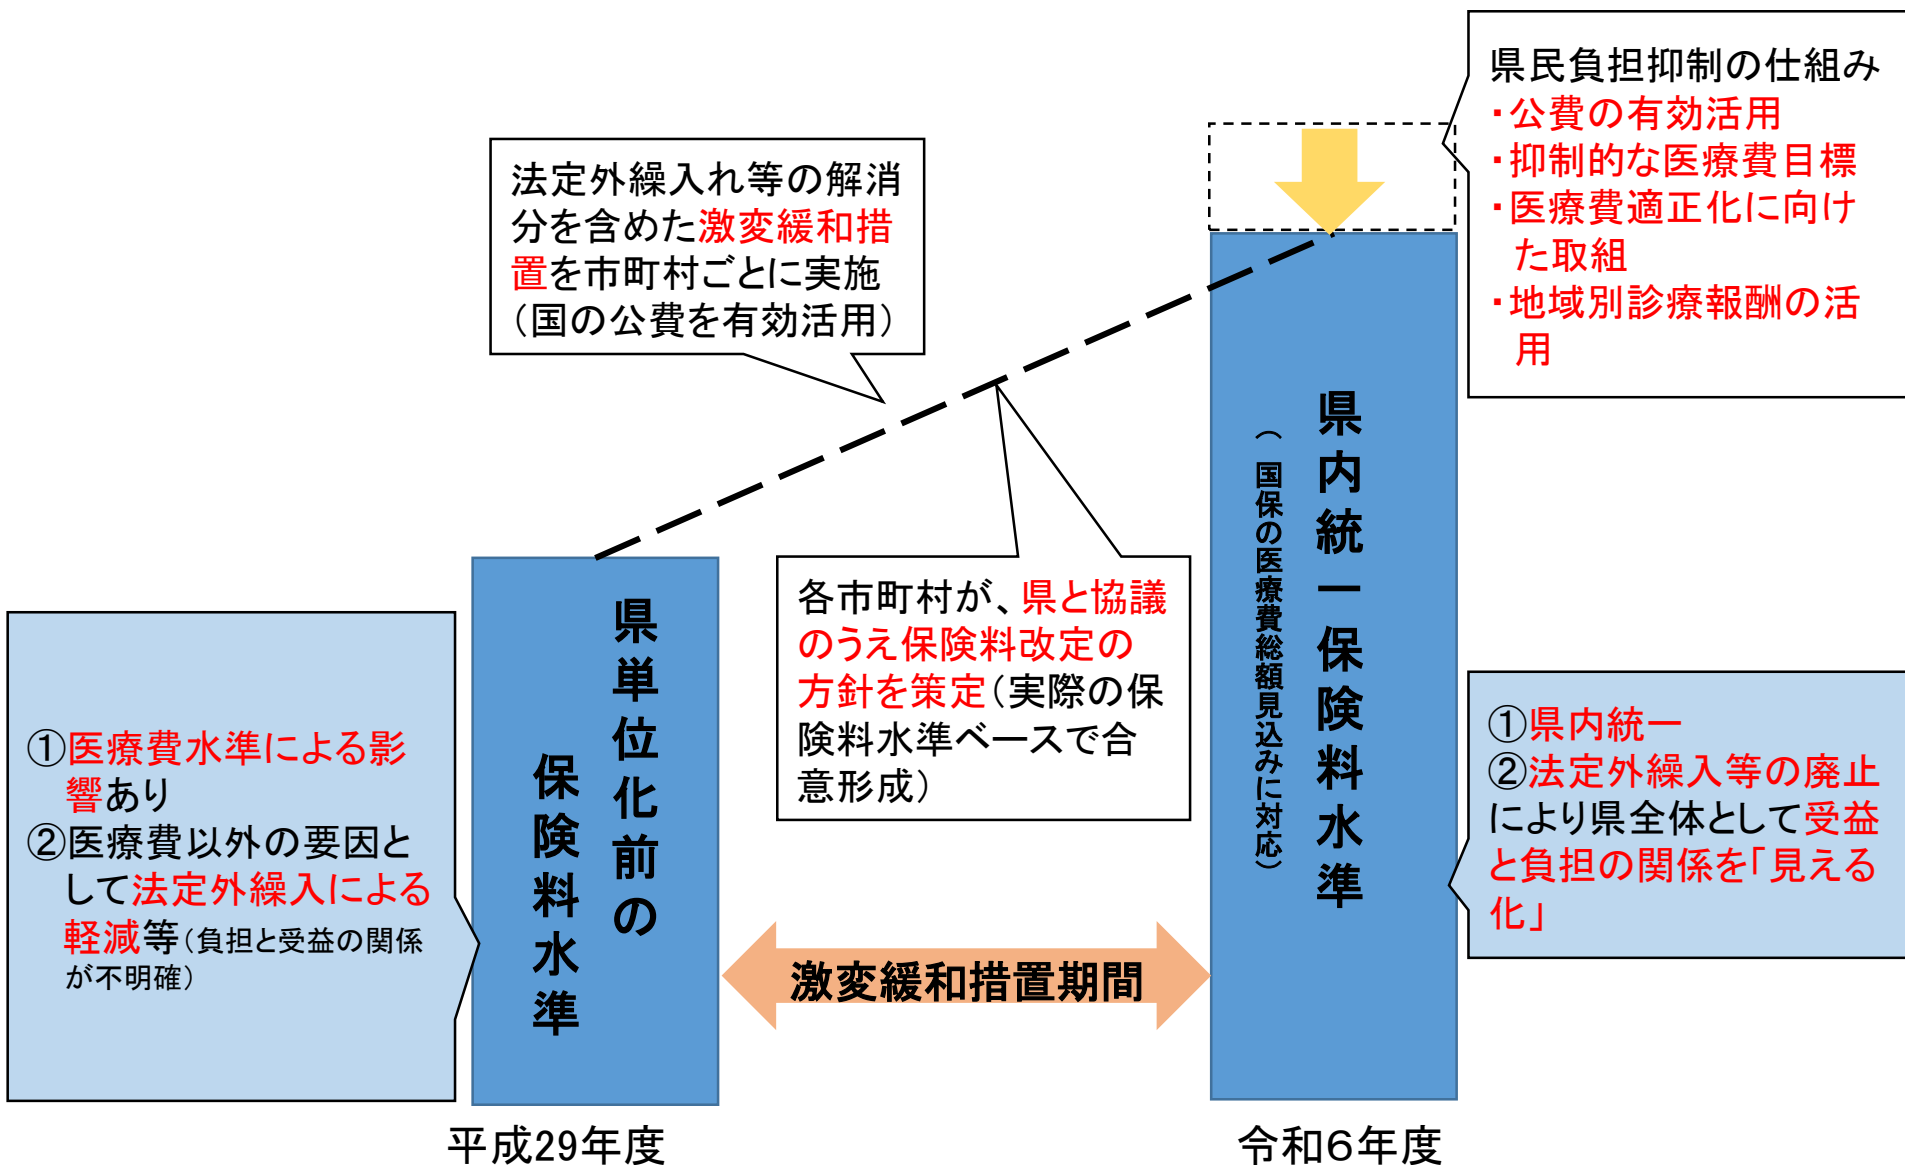 県民負担抑制の仕組み
・公費の有効活用
・抑制的な医療費目標
・医療費適正化に向け
た取組
・地域別診療報酬の活
用
法定外繰入れ等の解消
分を含めた激変緩和措
置を市町村ごとに実施
（国の公費を有効活用）
各市町村が、県と協議
のうえ保険料改定の
方針を策定（実際の保
険料水準ベースで合
意形成）
①医療費水準による影
響あり
②医療費以外の要因と
して法定外繰入による
軽減等（負担と受益の関係
が不明確）
県単位化前の
保険料水準
県内統一保険料水準
（国保の医療費総額見込みに対応）
①県内統一
②法定外繰入等の廃止
により県全体として受益
と負担の関係を「見える
化」
激変緩和措置期間
平成29年度
令和６年度